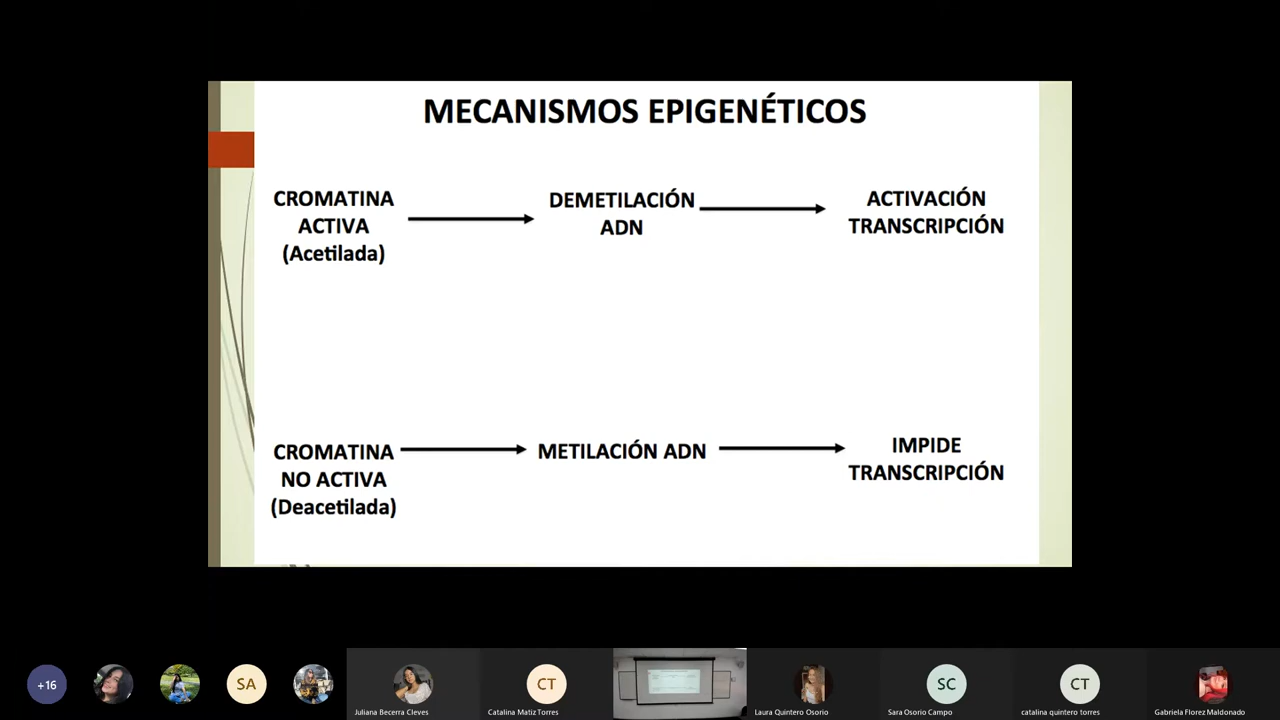 MECANISMOS EPIGENÉTICOS
CROMATINA
ACTIVA
(Acetilada)
DEMETILACIÓN
ADN
ACTIVACIÓN
TRANSCRIPCIÓN
CROMATINA
NO ACTIVA
(Deacetilada)
METILACIÓN ADN
IMPIDE
TRANSCRIPCIÓN
+16
SA
Juliana Becerra Cleves
CT
Catalina Matiz Torres
Laura Quintero Osorio
SC
Sara Osorio Campo
CT
catalina quintero torres
Gabriela Florez Maldonado